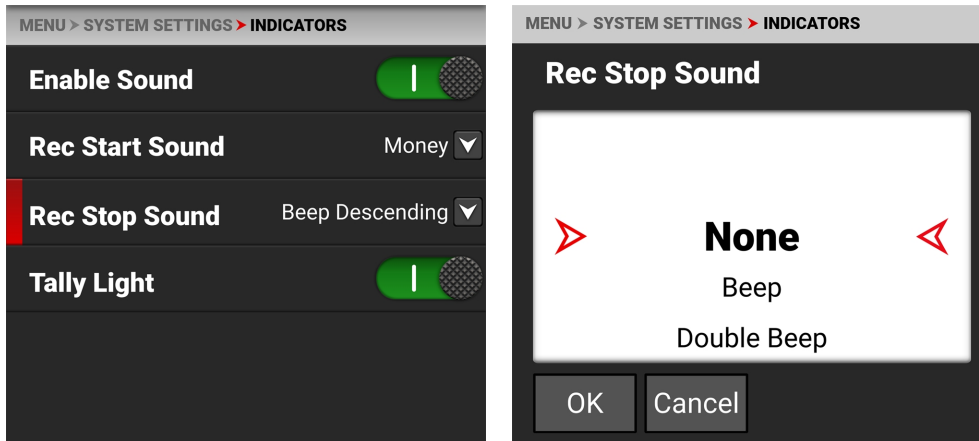 MENU > SYSTEM SETTINGS > INDICATORS
Enable Sound
Rec Start Sound Money
Rec Stop Sound Beep Descending
Tally Light
MENU > SYSTEM SETTINGS > INDICATORS
Rec Stop Sound
None
Beep
Double Beep
OK Cancel